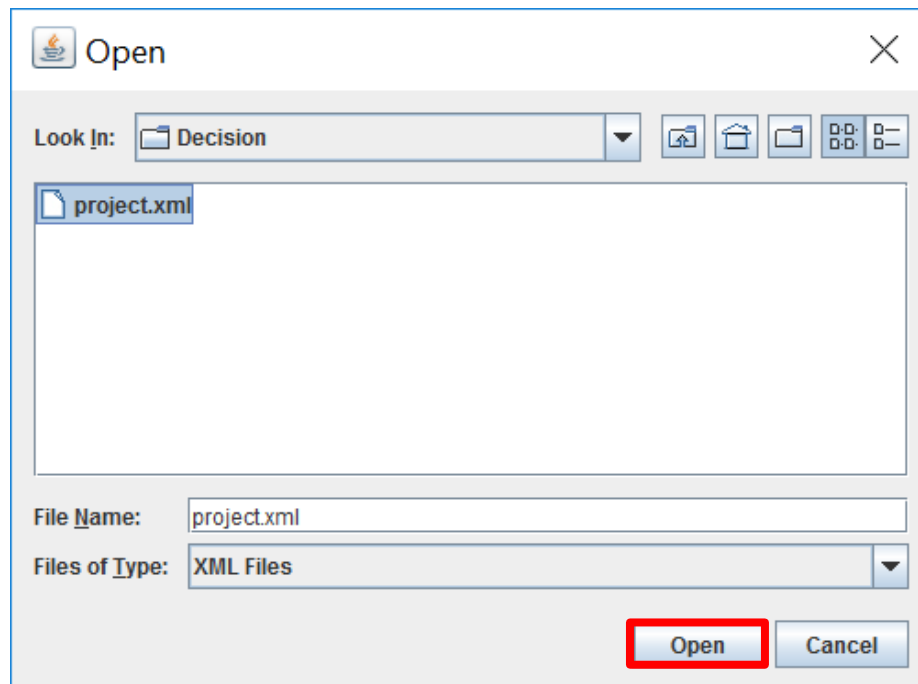 Open
Look In: Decision
project.xml
File Name: project.xml
Files of Type: XML Files
Open Cancel